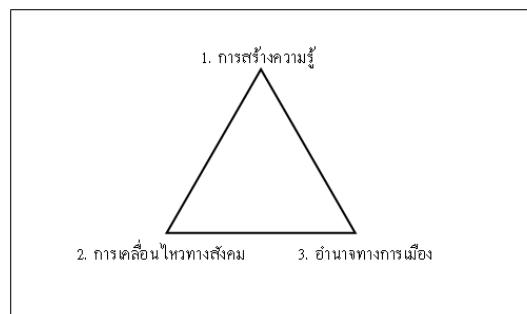 1. การสร้างความรู้
2. การเคลื่อนไหวทางสังคม
3. อำนาจทางการเมือง